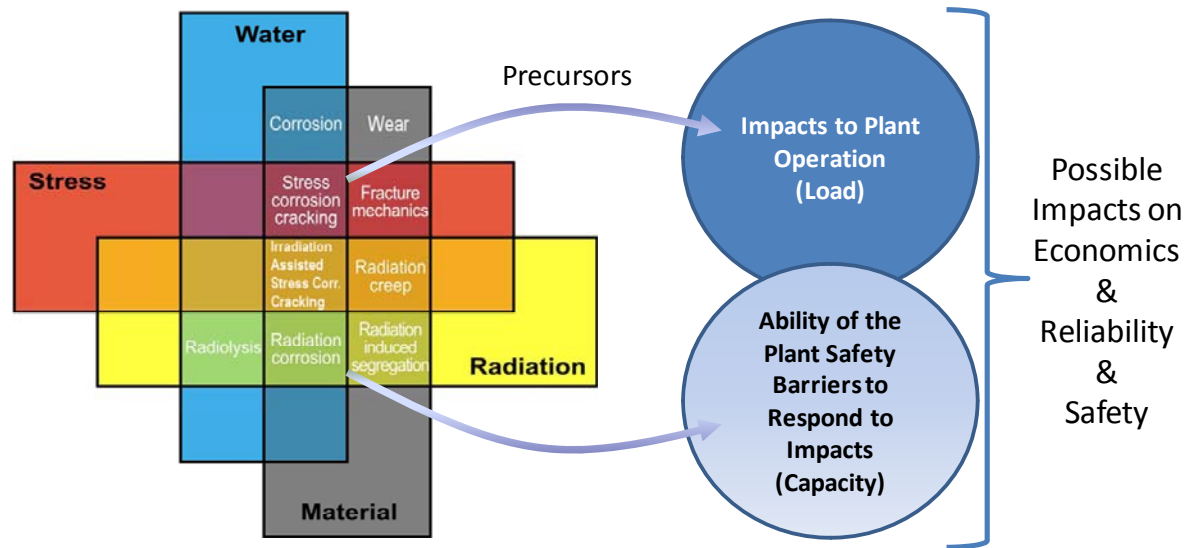 Water
Corrosion
Wear
Stress
Stress
corrosion
cracking
Fracture
mechanics
Irradiation
Assisted
Stress Corr.
Cracking
Radiation
creep
Radiolysis
Radiation
corrosion
Radiation
induced
segregation
Radiation
Material
Precursors
Impacts to Plant
Operation
(Load)
Ability of the
Plant Safety
Barriers to
Respond to
Impacts
(Capacity)
Possible
Impacts on
Economics
&
Reliability
&
Safety